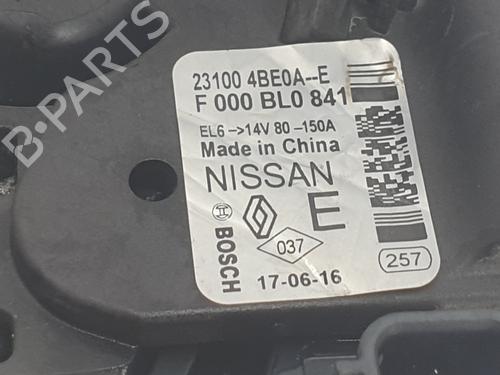 23100 4BE0A--E
F 000 BL0 841
EL6->14V 80-150A
Made in China
NISSAN
BOSCH
E
037
257
17-06-16
B-PARTS